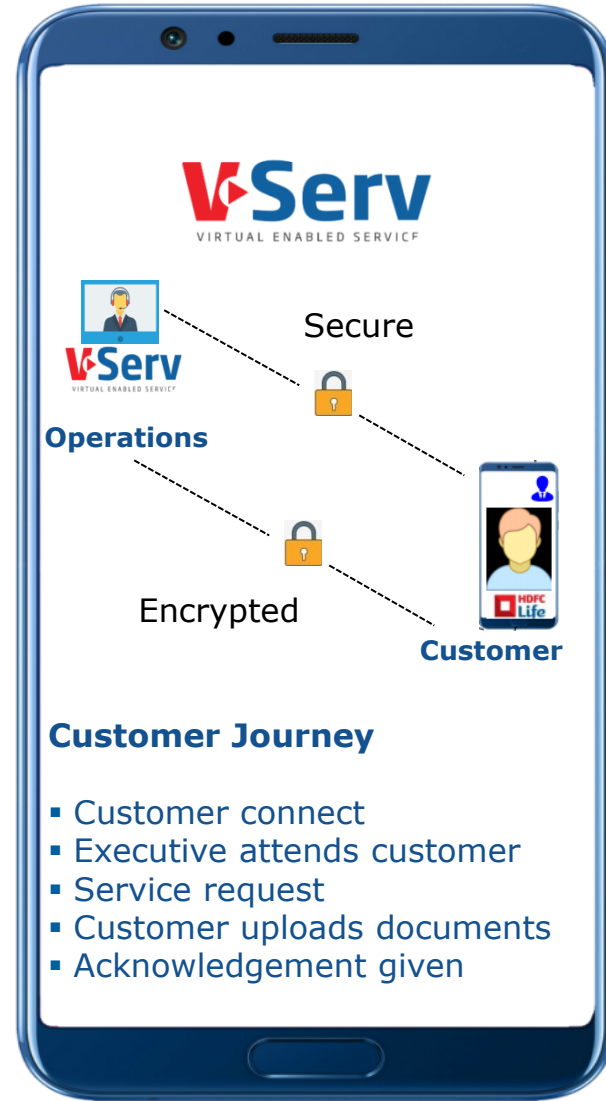 V Serv
VIRTUAL ENABLED SERVICE
Secure
V Serv
VIRTUAL ENABLED SERVICE
Operations
Encrypted
HDFC
Life
Customer
Customer Journey
▪ Customer connect
▪ Executive attends customer
▪ Service request
▪ Customer uploads documents
▪ Acknowledgement given